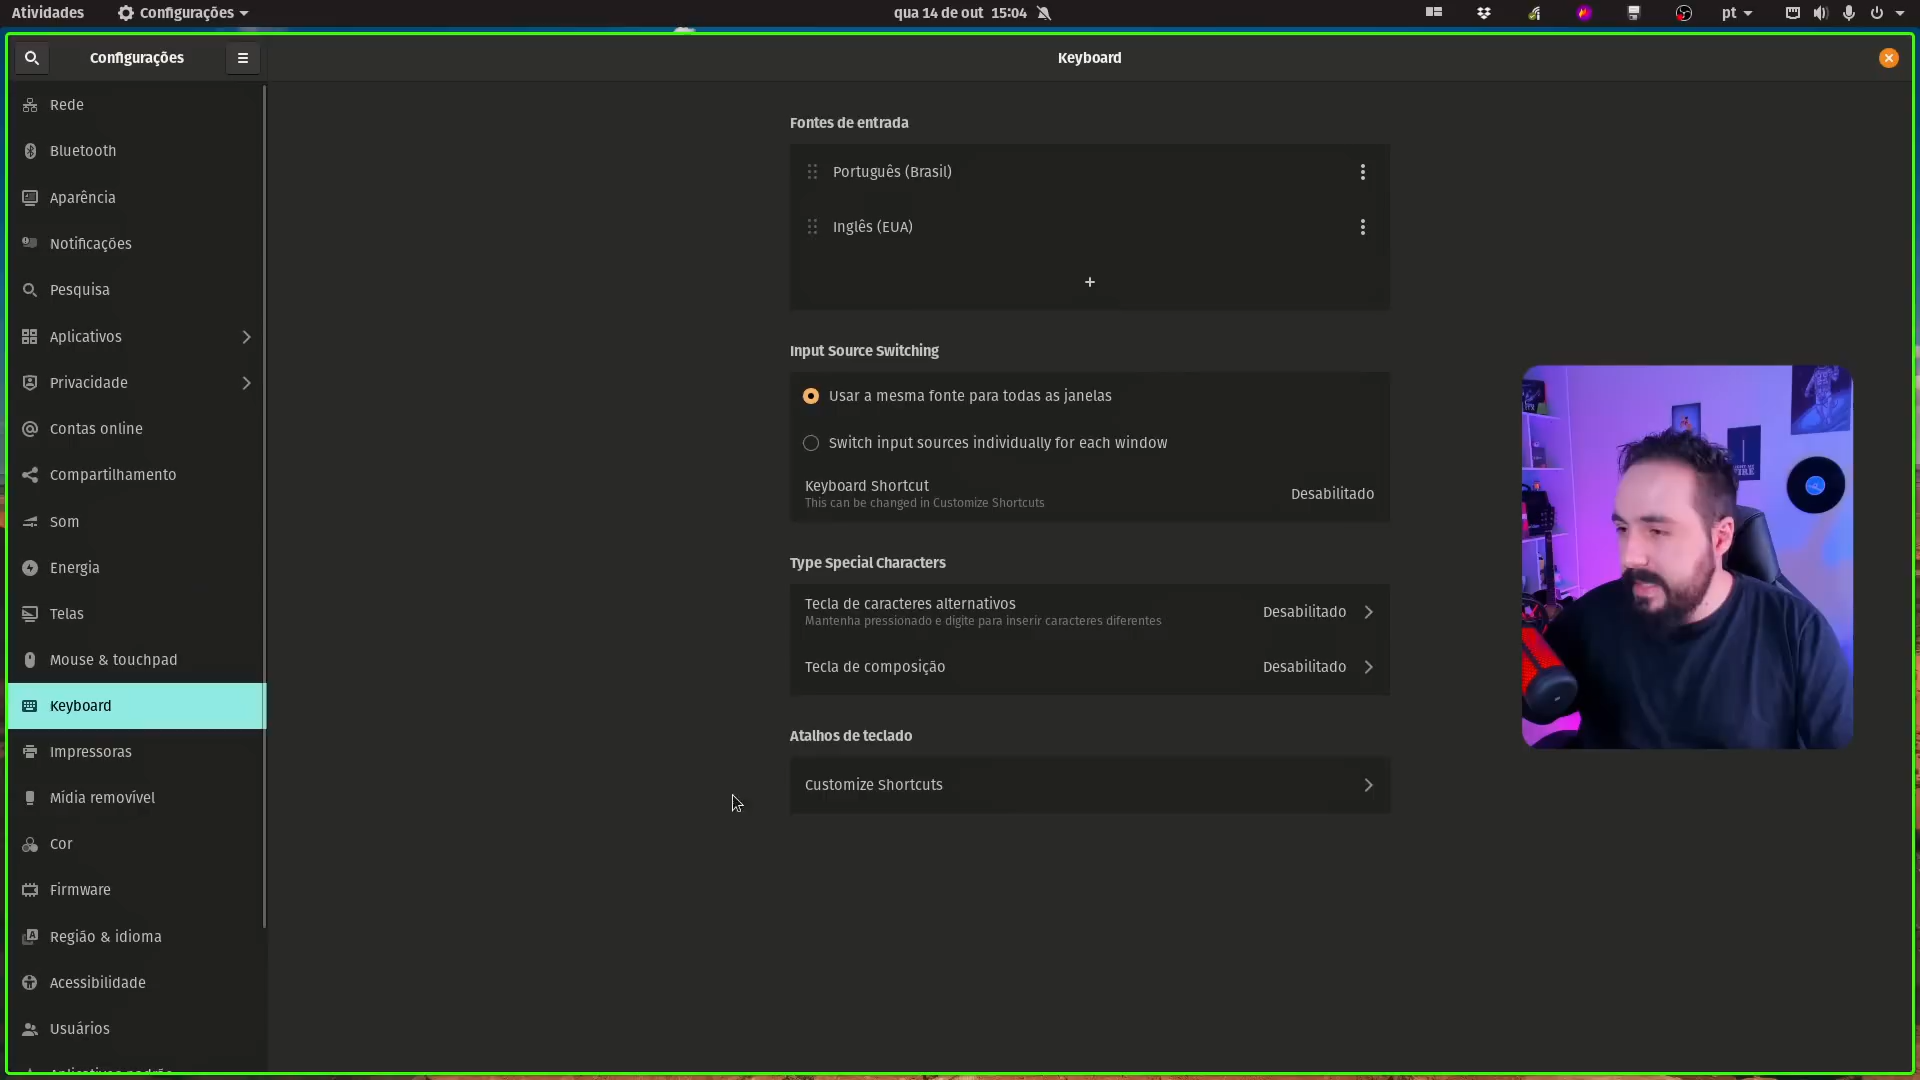 Atividades
Configurações
qua 14 de out 15:04
pt
Configurações
Keyboard
Rede
Bluetooth
Aparência
Notificações
Pesquisa
Aplicativos
Privacidade
Contas online
Compartilhamento
Som
Energia
Telas
Mouse & touchpad
Keyboard
Impressoras
Mídia removível
Cor
Firmware
Região & idioma
Acessibilidade
Usuários
Aplicativos padrão
Fontes de entrada
Português (Brasil)
Inglês (EUA)
+
Input Source Switching
Usar a mesma fonte para todas as janelas
Switch input sources individually for each window
Keyboard Shortcut
This can be changed in Customize Shortcuts
Desabilitado
Type Special Characters
Tecla de caracteres alternativos
Mantenha pressionado e digite para inserir caracteres diferentes
Desabilitado
Tecla de composição
Desabilitado
Atalhos de teclado
Customize Shortcuts